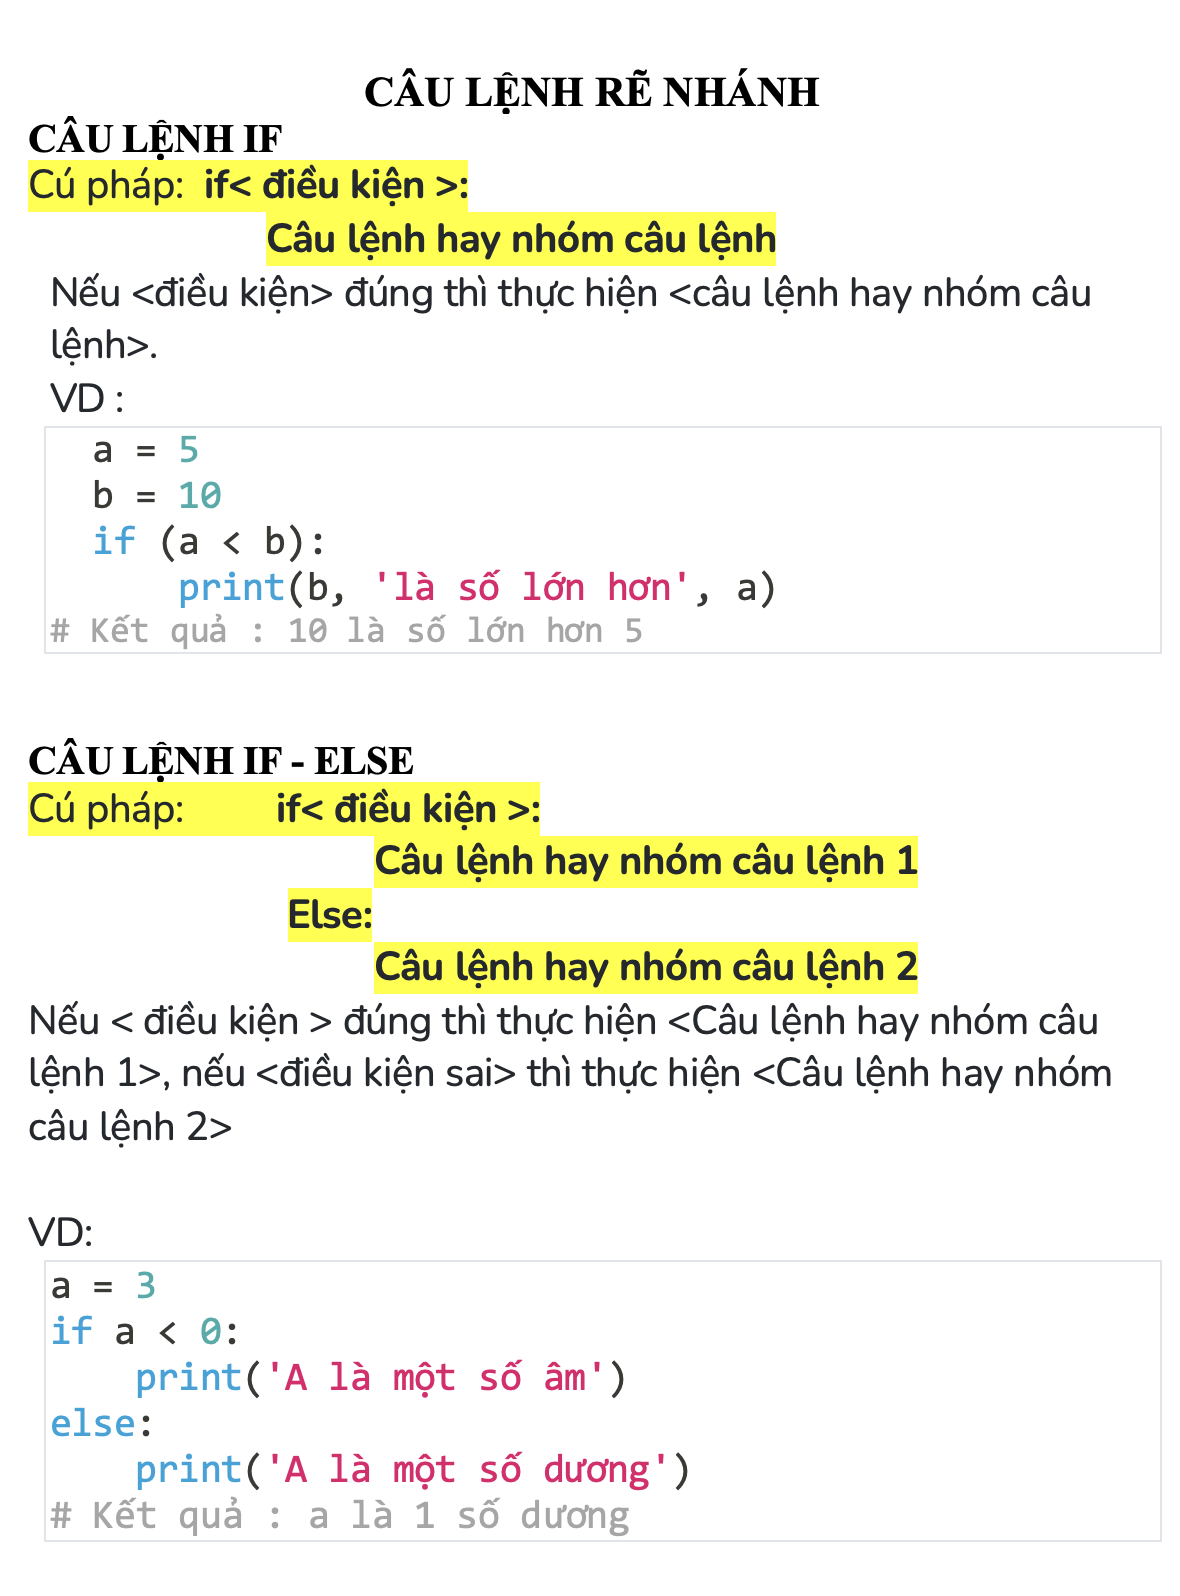 CÂU LỆNH RẼ NHÁNH
CÂU LỆNH IF
Cú pháp: if< điều kiện >:
Câu lệnh hay nhóm câu lệnh
Nếu <điều kiện> đúng thì thực hiện <câu lệnh hay nhóm câu
lệnh>.
VD :
a = 5
b = 10
if (a < b):
print(b, 'là số lớn hơn', a)
# Kết quả : 10 là số lớn hơn 5
CÂU LỆNH IF - ELSE
Cú pháp: if< điều kiện >:
Câu lệnh hay nhóm câu lệnh 1
Else:
Câu lệnh hay nhóm câu lệnh 2
Nếu < điều kiện > đúng thì thực hiện <Câu lệnh hay nhóm câu
lệnh 1>, nếu <điều kiện sai> thì thực hiện <Câu lệnh hay nhóm
câu lệnh 2>
VD:
a = 3
if a < 0:
print('A là một số âm')
else:
print('A là một số dương')
# Kết quả : a là 1 số dương